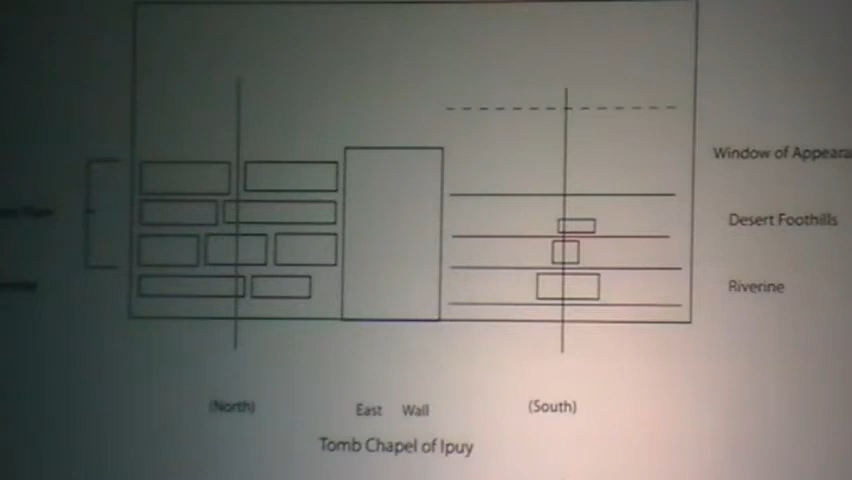 Window of Appeara
Desert Foothills
Riverine
(North)
East Wall
(South)
Tomb Chapel of Ipuy